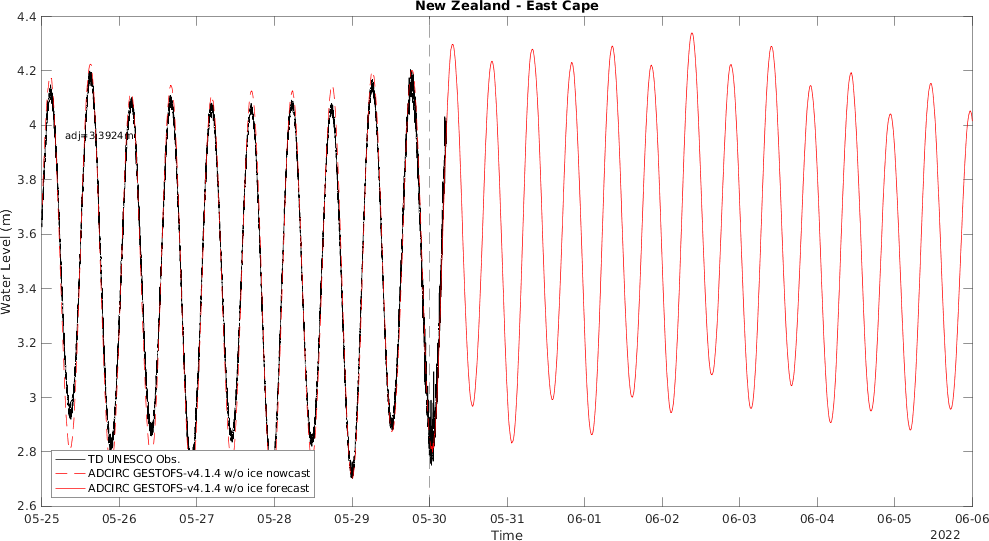 New Zealand - East Cape
Water Level (m)
4.4
4.2
4
3.8
3.6
3.4
3.2
3
2.8
2.6
adj=3.3924 m
TD UNESCO Obs.
ADCIRC GESTOFS-v4.1.4 w/o ice nowcast
ADCIRC GESTOFS-v4.1.4 w/o ice forecast
05-25 05-26 05-27 05-28 05-29 05-30 05-31 06-01 06-02 06-03 06-04 06-05 06-06
Time
2022